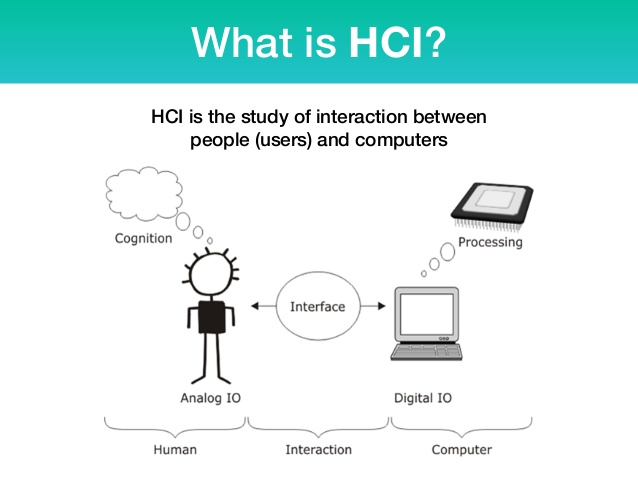 What is HCI?
HCI is the study of interaction between
people (users) and computers
Cognition
Processing
Interface
Analog IO
Digital IO
Human
Interaction
Computer